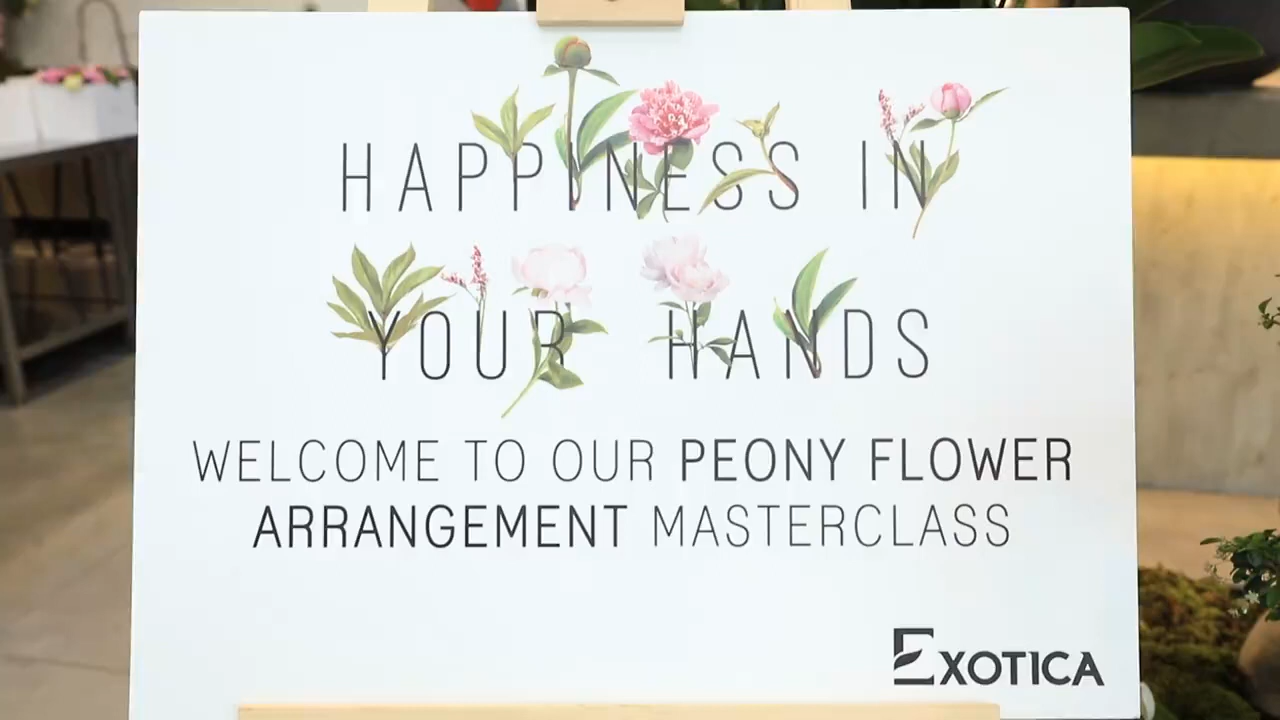 HAPPINESS IN
YOUR HANDS
WELCOME TO OUR PEONY FLOWER
ARRANGEMENT MASTERCLASS
EXOTICA